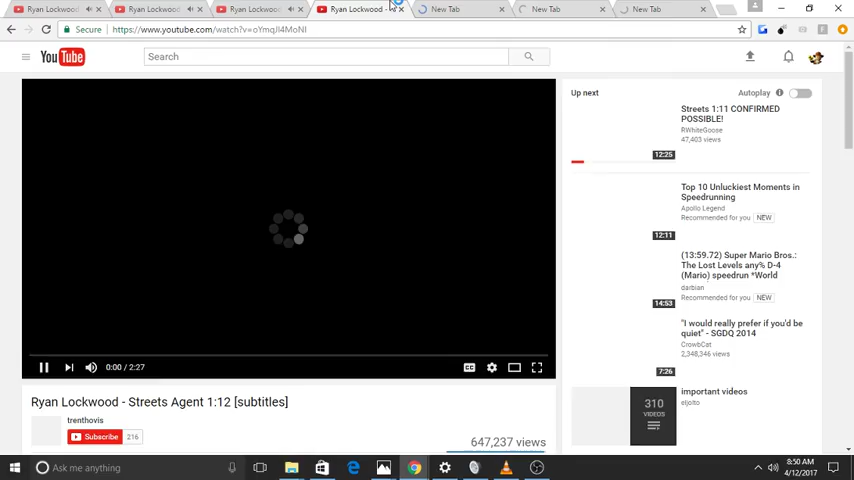 Ryan Lockwood
Ryan Lockwood
Ryan Lockwood
Ryan Lockwood -
New Tab
New Tab
New Tab
Secure
https://www.youtube.com/watch?v=oYmqJl4MoNI
YouTube
Search
Up next
Autoplay
Streets 1:11 CONFIRMED
POSSIBLE!
RWhiteGoose
47,403 views
12:25
Top 10 Unluckiest Moments in
Speedrunning
Apollo Legend
Recommended for you NEW
12:11
(13:59.72) Super Mario Bros.:
The Lost Levels any% D-4
(Mario) speedrun *World
darbian
Recommended for you NEW
14:53
"I would really prefer if you'd be
quiet" - SGDQ 2014
CrowbCat
2,348,346 views
7:26
important videos
eljolto
310
VIDEOS
0:00 / 2:27
CC
Ryan Lockwood - Streets Agent 1:12 [subtitles]
trenthovis
Subscribe 216
647,237 views
Ask me anything
8:50 AM
4/12/2017